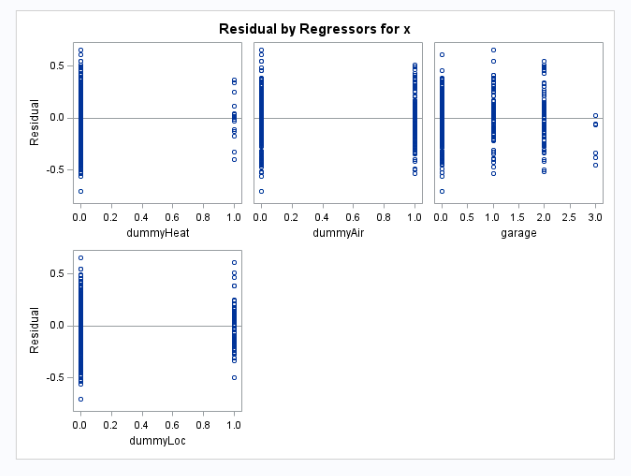 Residual by Regressors for x
Residual
0.5
0.0
-0.5
0.0 0.2 0.4 0.6 0.8 1.0
dummyHeat
0.0 0.2 0.4 0.6 0.8 1.0
dummyAir
0.0 0.5 1.0 1.5 2.0 2.5 3.0
garage
Residual
0.5
0.0
-0.5
0.0 0.2 0.4 0.6 0.8 1.0
dummyLoc